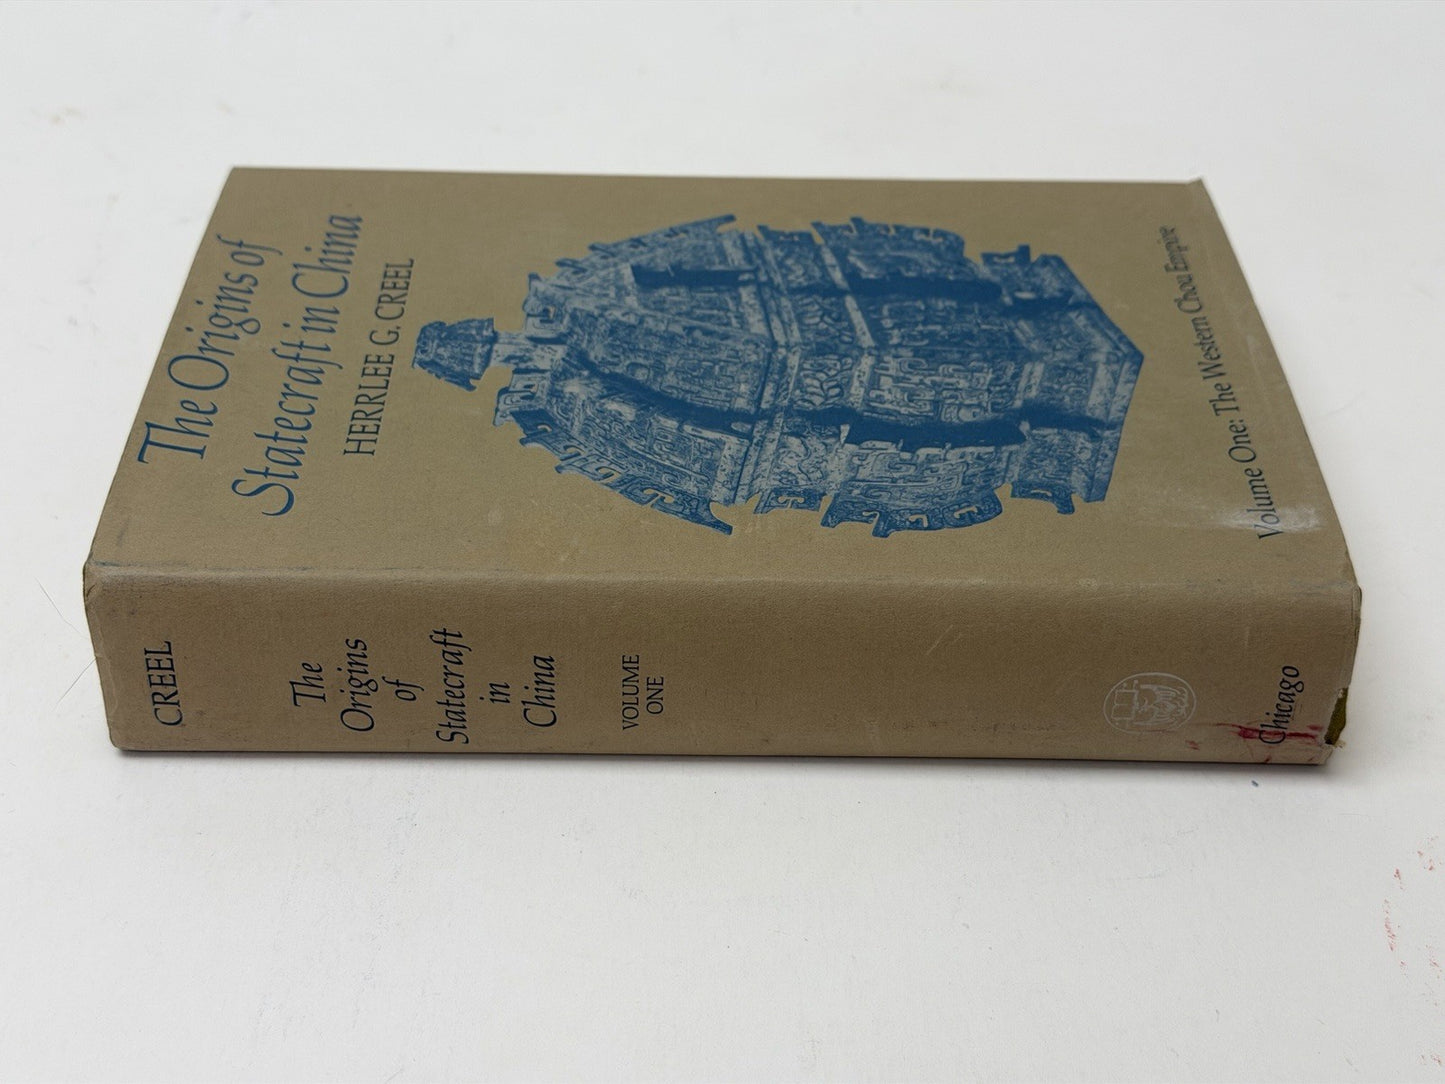 The Origins of
Statecraft in China
HERRLEE G. CREEL
Volume One: The Western Chou Empire
CREEL
The
Origins
of
Statecraft
in
China
VOLUME
ONE
Chicago